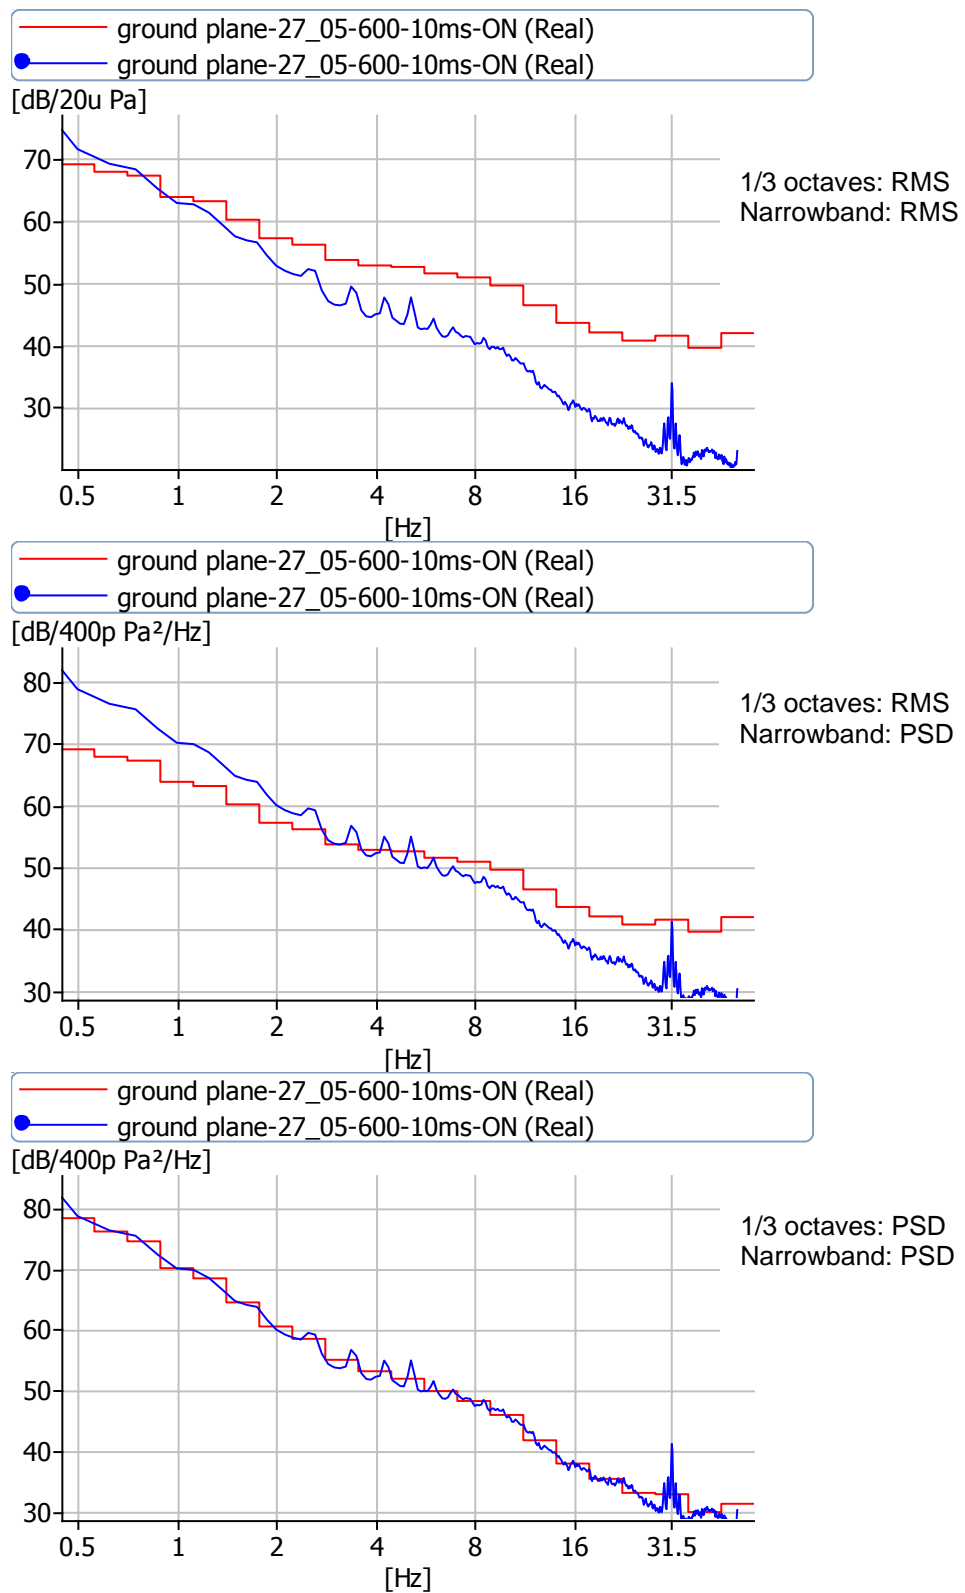 ground plane-27_05-600-10ms-ON (Real)
ground plane-27_05-600-10ms-ON (Real)
[dB/20u Pa]
70
60
50
40
30
1/3 octaves: RMS
Narrowband: RMS
0.5 1 2 4 8 16 31.5
[Hz]
ground plane-27_05-600-10ms-ON (Real)
ground plane-27_05-600-10ms-ON (Real)
[dB/400p Pa²/Hz]
80
70
60
50
40
30
1/3 octaves: RMS
Narrowband: PSD
0.5 1 2 4 8 16 31.5
[Hz]
ground plane-27_05-600-10ms-ON (Real)
ground plane-27_05-600-10ms-ON (Real)
[dB/400p Pa²/Hz]
80
70
60
50
40
30
1/3 octaves: PSD
Narrowband: PSD
0.5 1 2 4 8 16 31.5
[Hz]